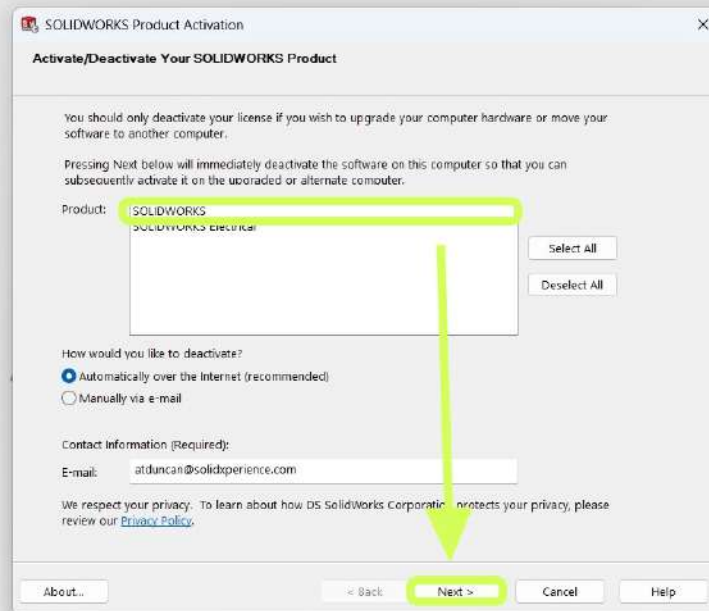 SOLIDWORKS Product Activation
Activate/Deactivate Your SOLIDWORKS Product
You should only deactivate your license if you wish to upgrade your computer hardware or move your
software to another computer.
Pressing Next below will immediately deactivate the software on this computer so that you can
subsequently activate it on the upgraded or alternate computer.
Product:
SOLIDWORKS
SOLIDWORKS Electrical
Select All
Deselect All
How would you like to deactivate?
Automatically over the Internet (recommended)
Manually via e-mail
Contact Information (Required):
E-mail: atduncan@solidxperience.com
We respect your privacy. To learn about how DS SolidWorks Corporation protects your privacy, please
review our Privacy Policy.
About... < Back Next > Cancel Help